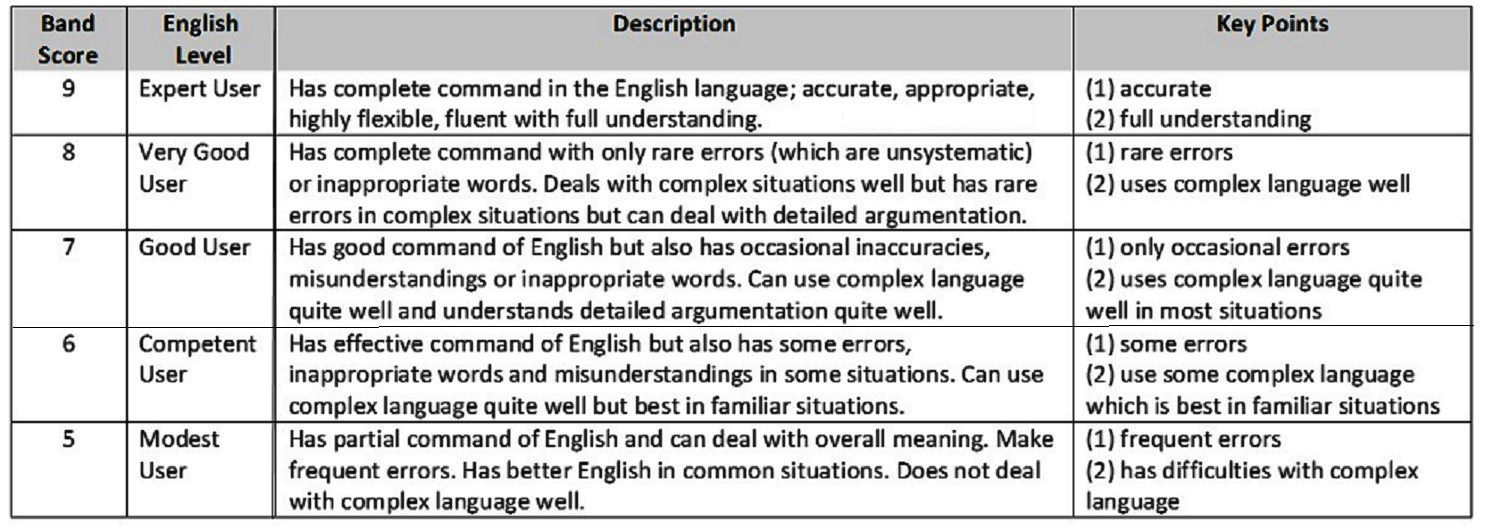 Band Score
English Level
Description
Key Points
9
Expert User
Has complete command in the English language; accurate, appropriate,
highly flexible, fluent with full understanding.
(1) accurate
(2) full understanding
8
Very Good
User
Has complete command with only rare errors (which are unsystematic)
or inappropriate words. Deals with complex situations well but has rare
errors in complex situations but can deal with detailed argumentation.
(1) rare errors
(2) uses complex language well
7
Good User
Has good command of English but also has occasional inaccuracies,
misunderstandings or inappropriate words. Can use complex language
quite well and understands detailed argumentation quite well.
(1) only occasional errors
(2) uses complex language quite
well in most situations
6
Competent
User
Has effective command of English but also has some errors,
inappropriate words and misunderstandings in some situations. Can use
complex language quite well but best in familiar situations.
(1) some errors
(2) use some complex language
which is best in familiar situations
5
Modest
User
Has partial command of English and can deal with overall meaning. Make
frequent errors. Has better English in common situations. Does not deal
with complex language well.
(1) frequent errors
(2) has difficulties with complex
language